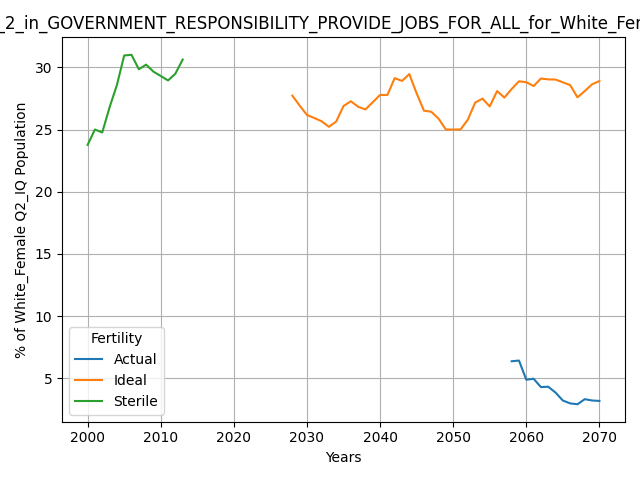 _2_in_GOVERNMENT_RESPONSIBILITY_PROVIDE_JOBS_FOR_ALL_for_White_Fem
% of White_Female Q2_IQ Population
30
25
20
15
10
5
Fertility
Actual
Ideal
Sterile
2000 2010 2020 2030 2040 2050 2060 2070
Years